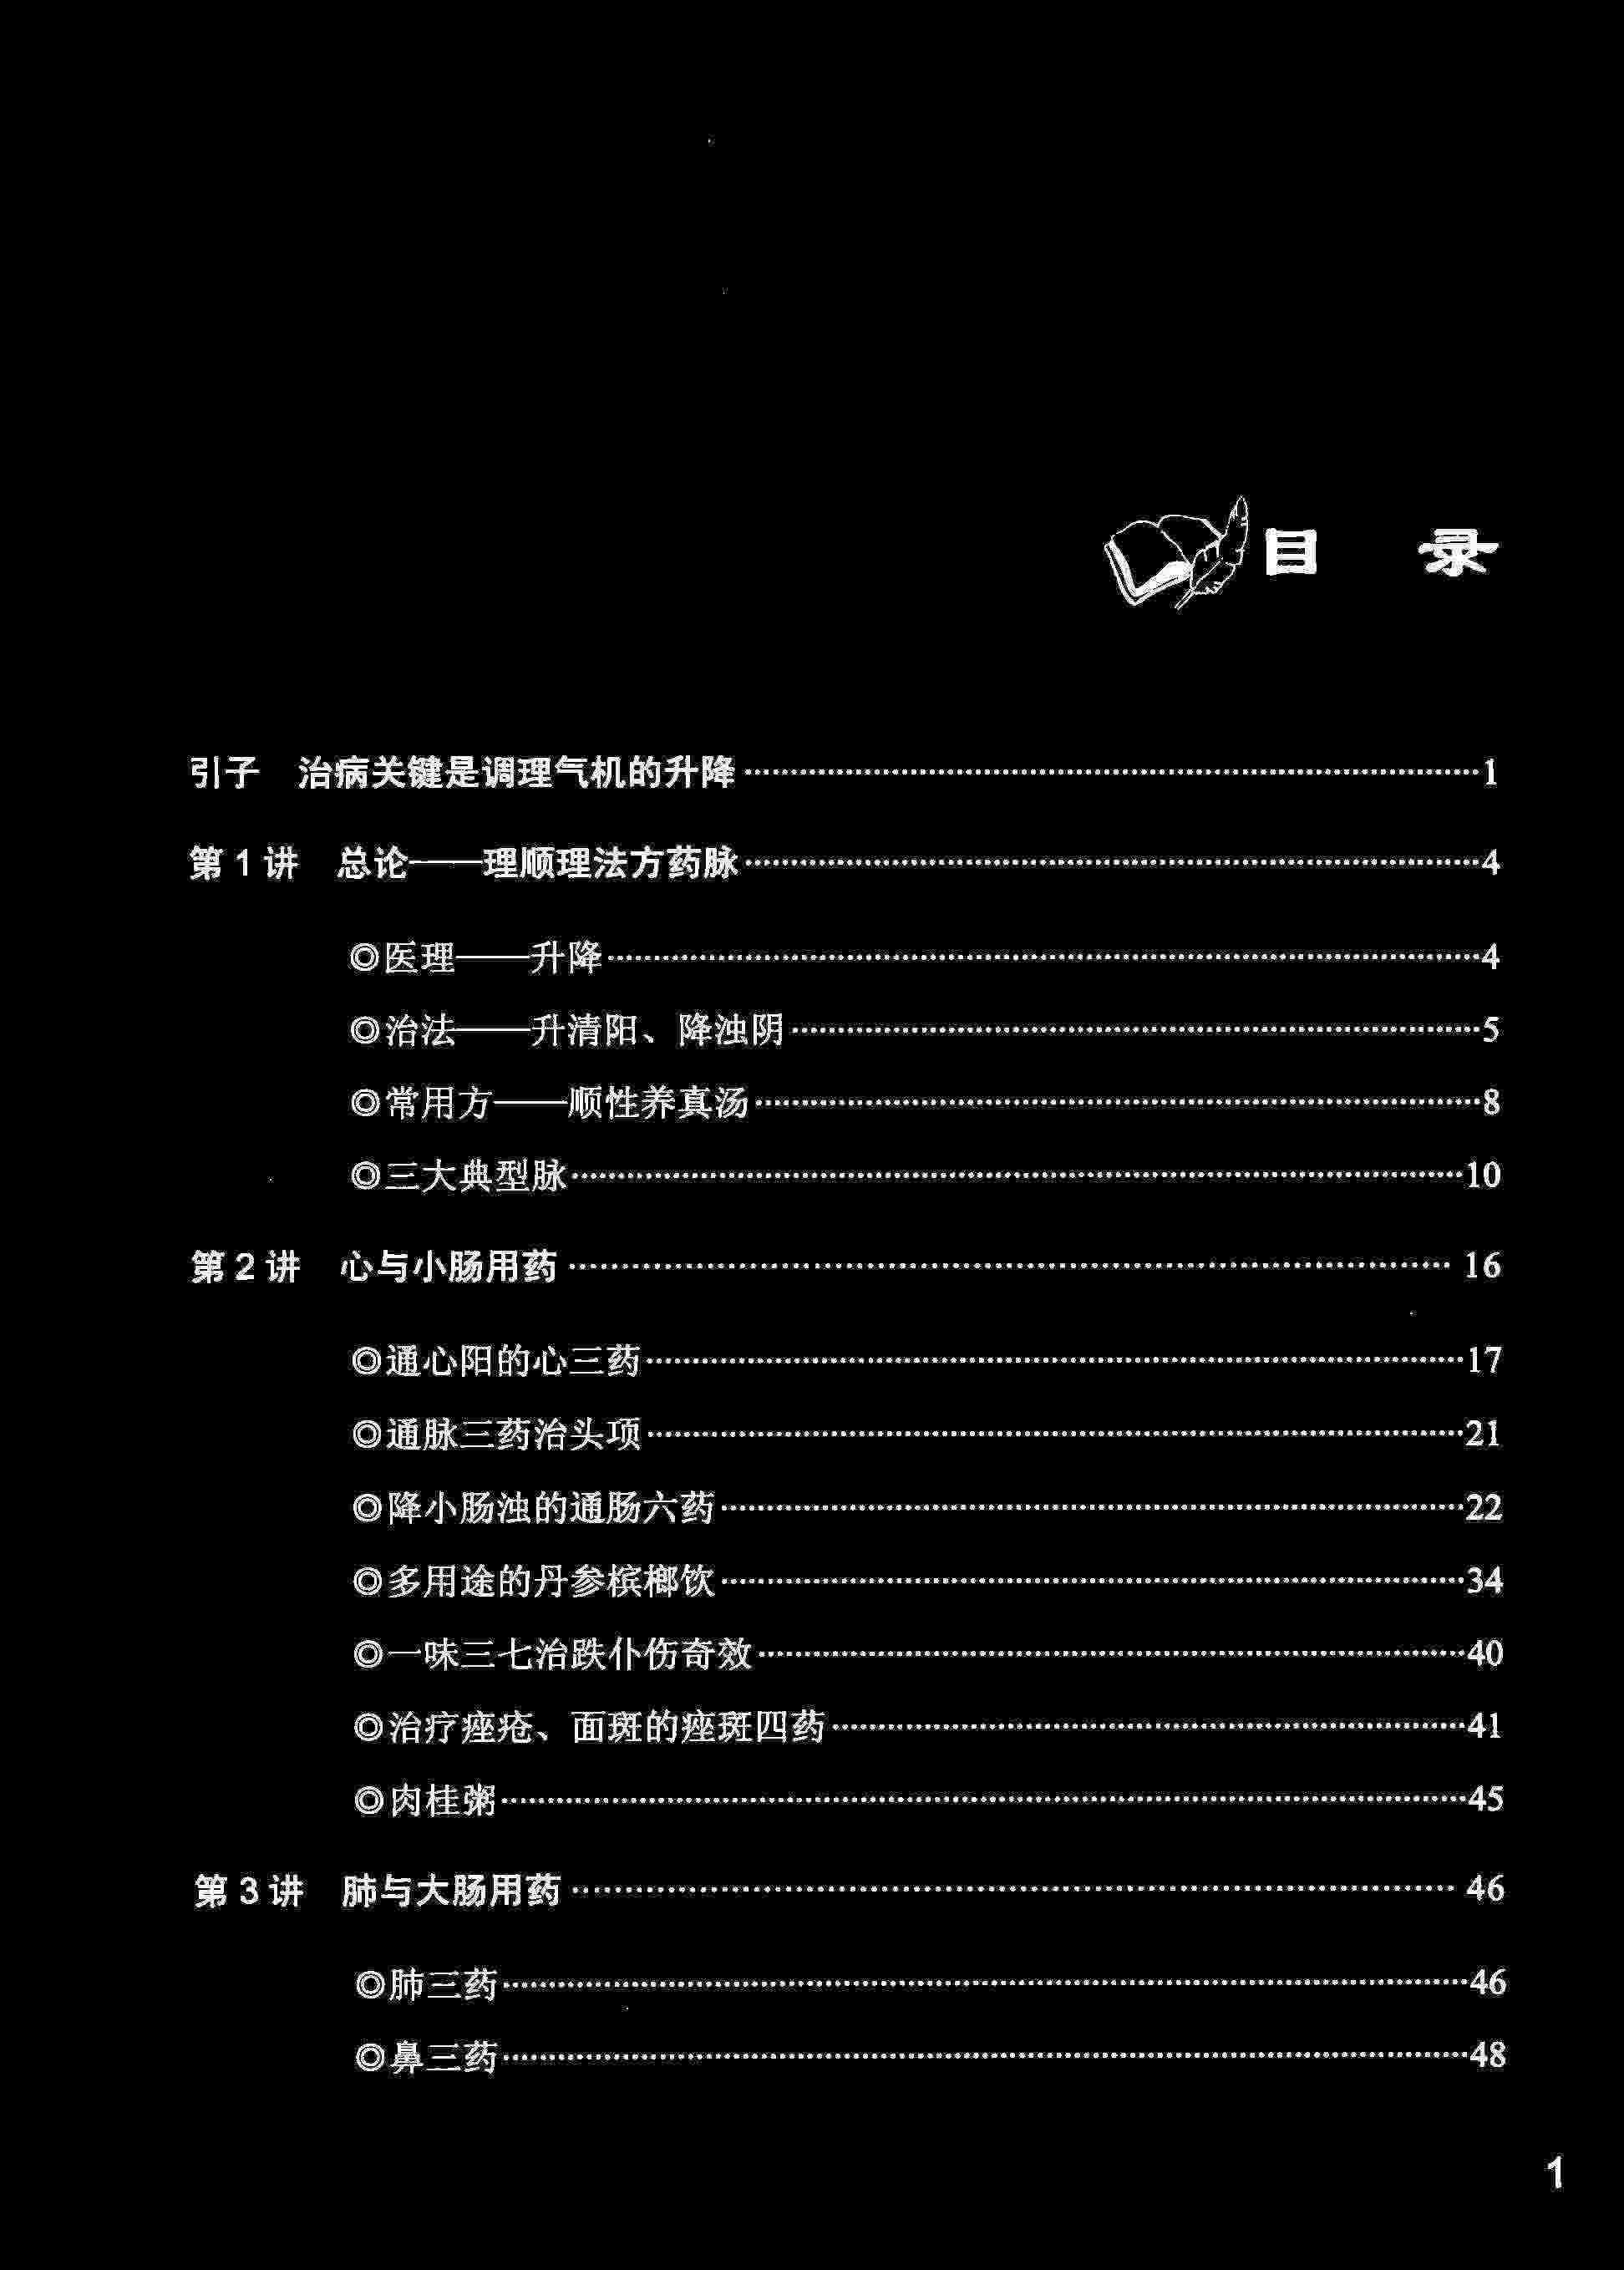 目 录
引子 治病关键是调理气机的升降……1
第1讲 总论——理顺理法方药脉……4
◎医理——升降……4
◎治法——升清阳、降浊阴……5
◎常用方——顺性养真汤……8
◎三大典型脉……10
第2讲 心与小肠用药……16
◎通心阳的心三药……17
◎通脉三药治头项……21
◎降小肠浊的通肠六药……22
◎多用途的丹参槟榔饮……34
◎一味三七治跌仆伤奇效……40
◎治疗痤疮、面斑的痤斑四药……41
◎肉桂粥……45
第3讲 肺与大肠用药……46
◎肺三药……46
◎鼻三药……48
1